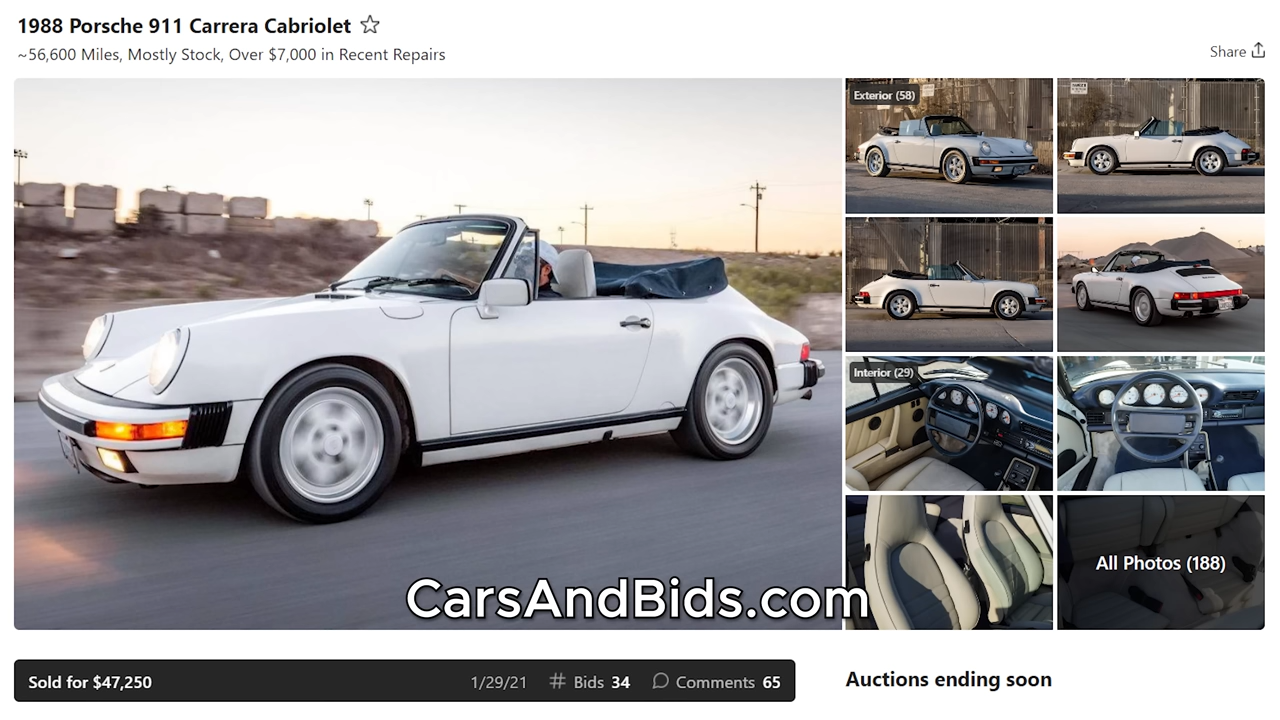 1988 Porsche 911 Carrera Cabriolet
~56,600 Miles, Mostly Stock, Over $7,000 in Recent Repairs
Share
Exterior (58)
Interior (29)
All Photos (188)
CarsAndBids.com
Sold for $47,250
1/29/21
# Bids 34
Comments 65
Auctions ending soon